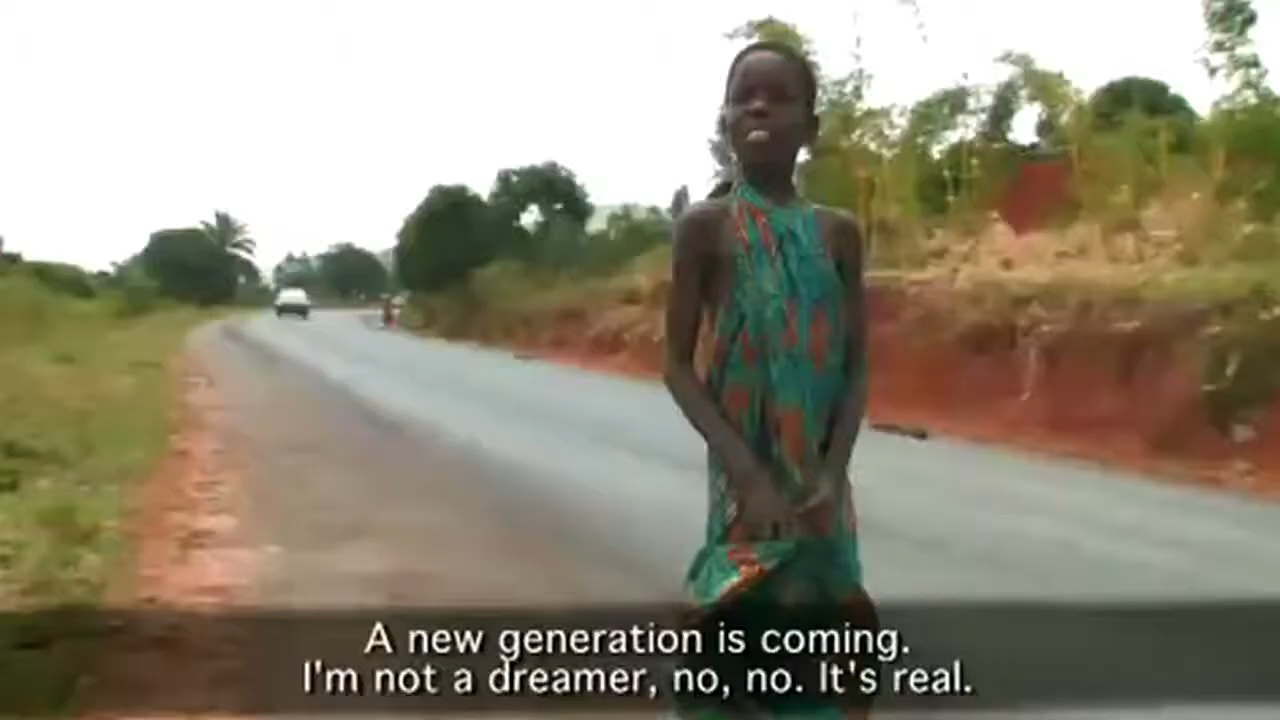 A new generation is coming.
I'm not a dreamer, no, no. It's real.